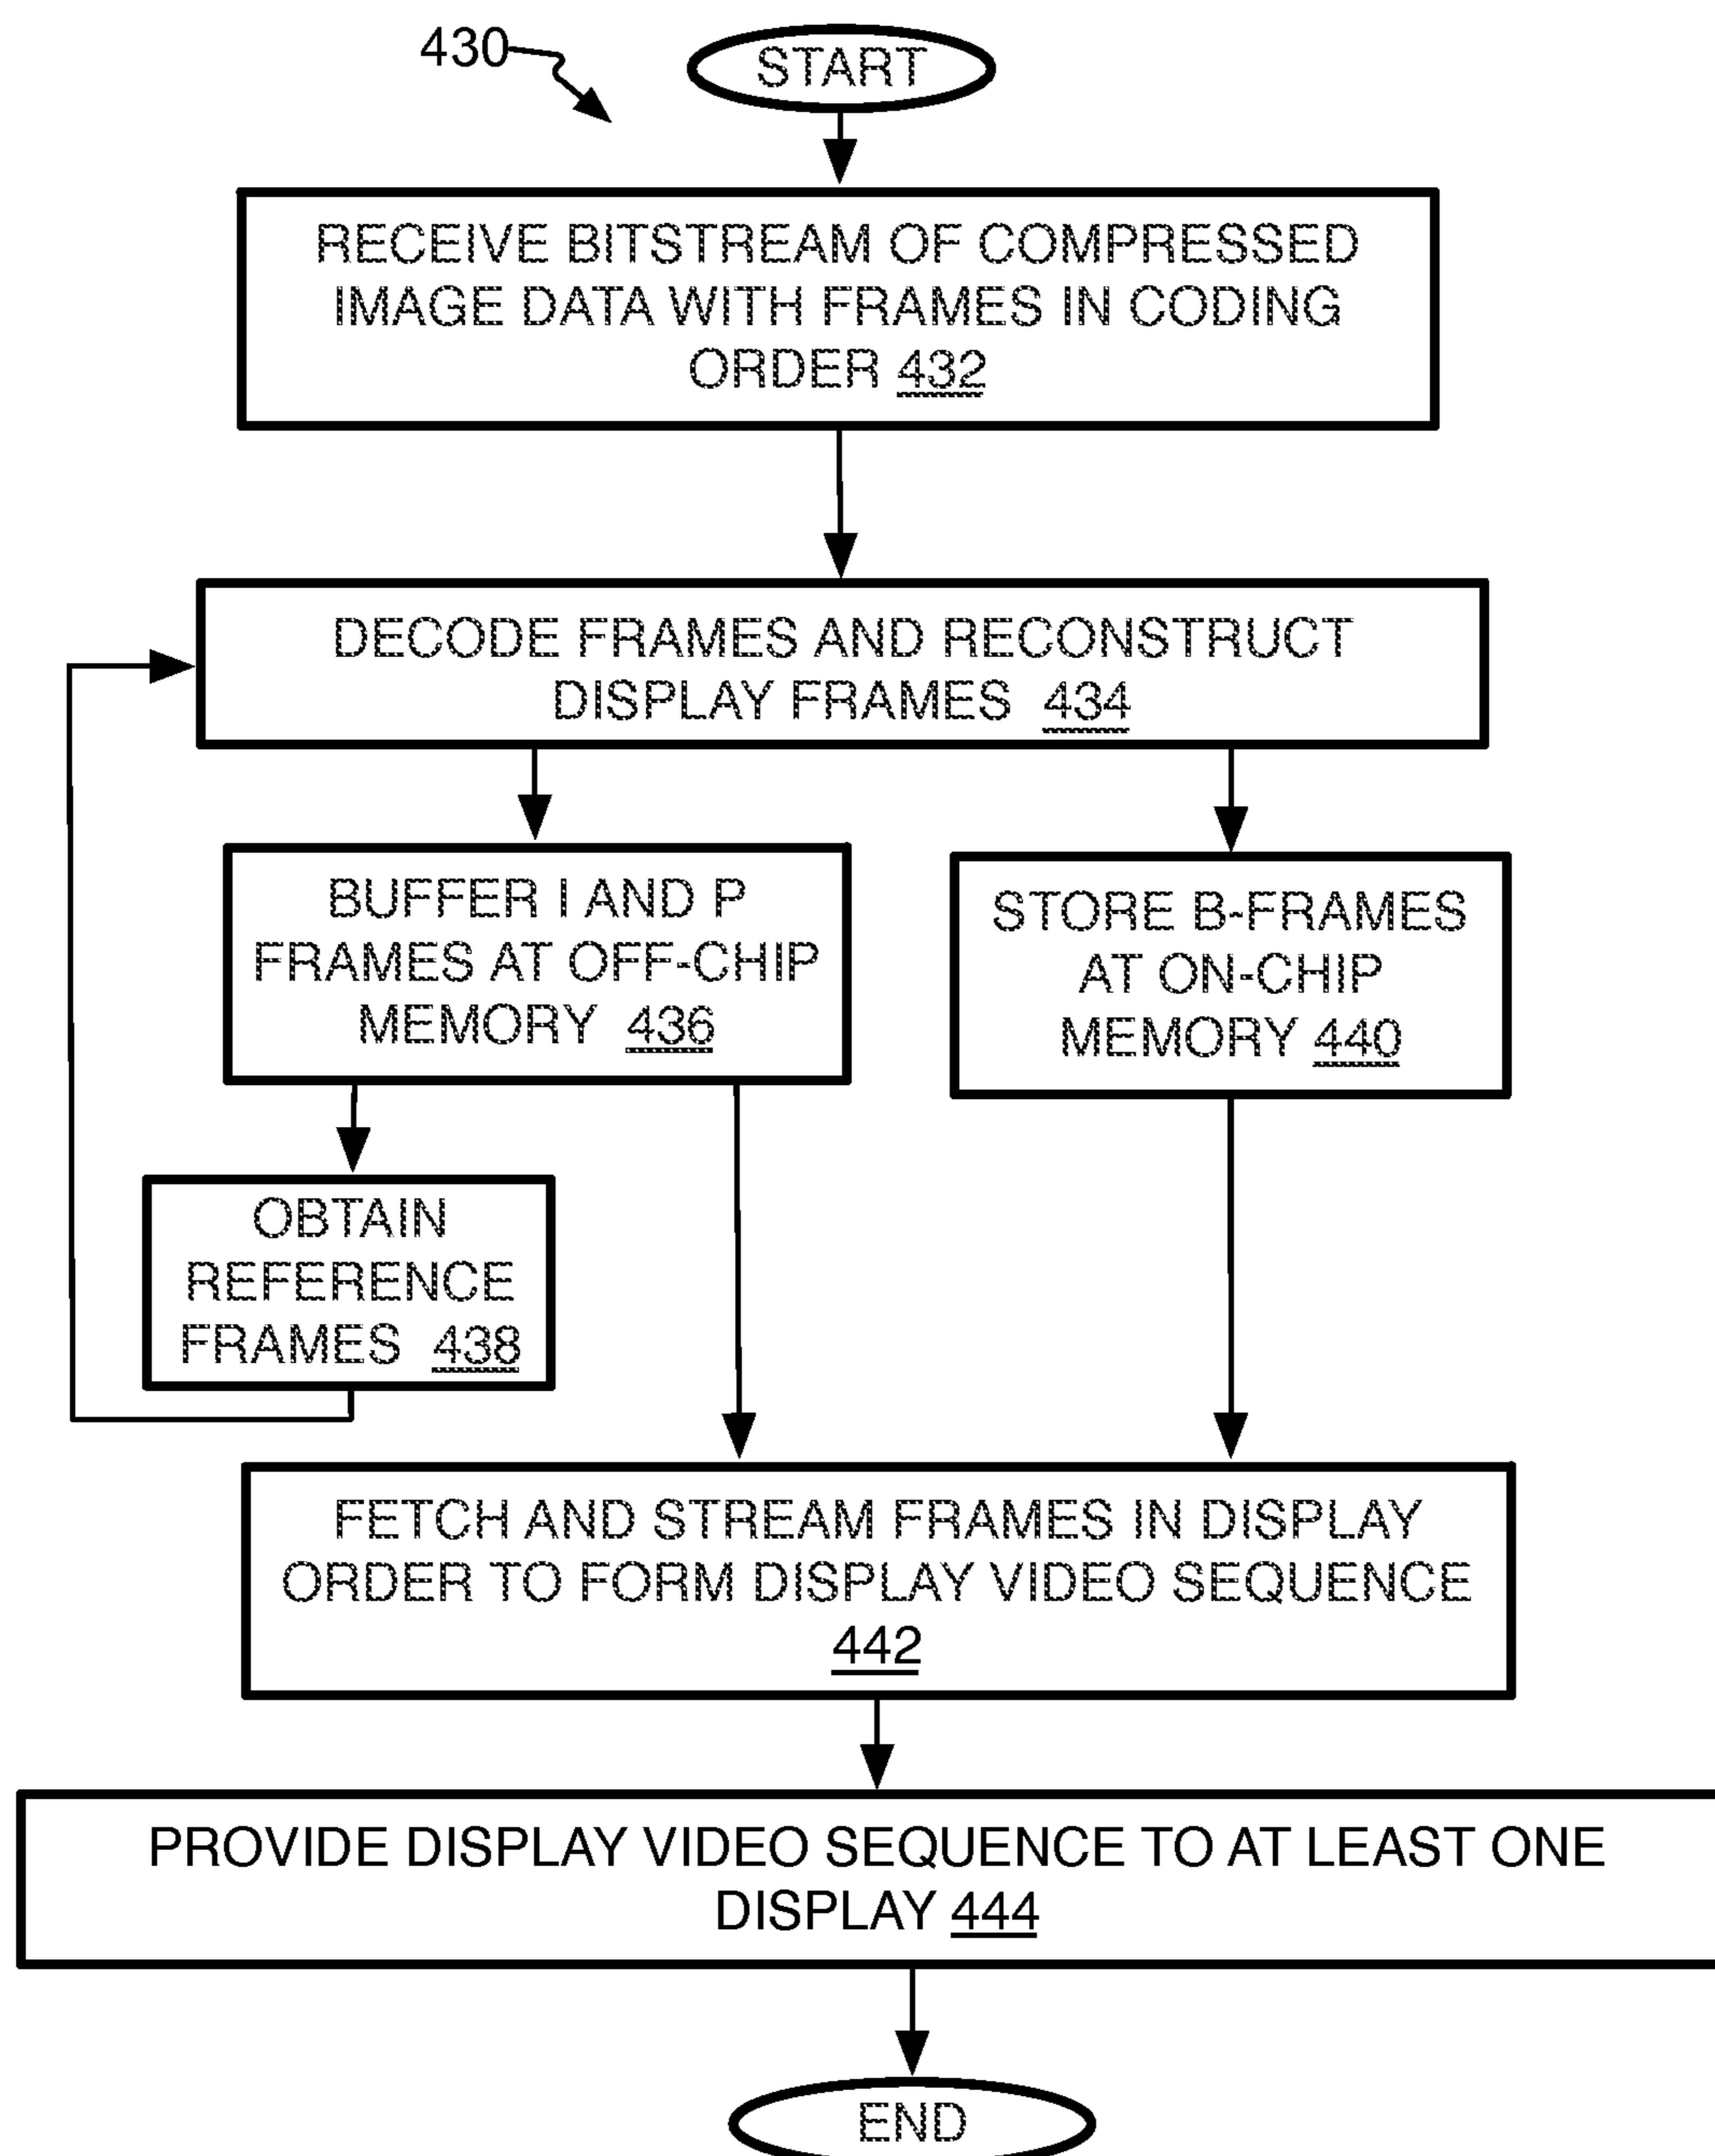 430
START
RECEIVE BITSTREAM OF COMPRESSED
IMAGE DATA WITH FRAMES IN CODING
ORDER 432
DECODE FRAMES AND RECONSTRUCT
DISPLAY FRAMES 434
BUFFER I AND P
FRAMES AT OFF-CHIP
MEMORY 436
STORE B-FRAMES
AT ON-CHIP
MEMORY 440
OBTAIN
REFERENCE
FRAMES 438
FETCH AND STREAM FRAMES IN DISPLAY
ORDER TO FORM DISPLAY VIDEO SEQUENCE
442
PROVIDE DISPLAY VIDEO SEQUENCE TO AT LEAST ONE
DISPLAY 444
END